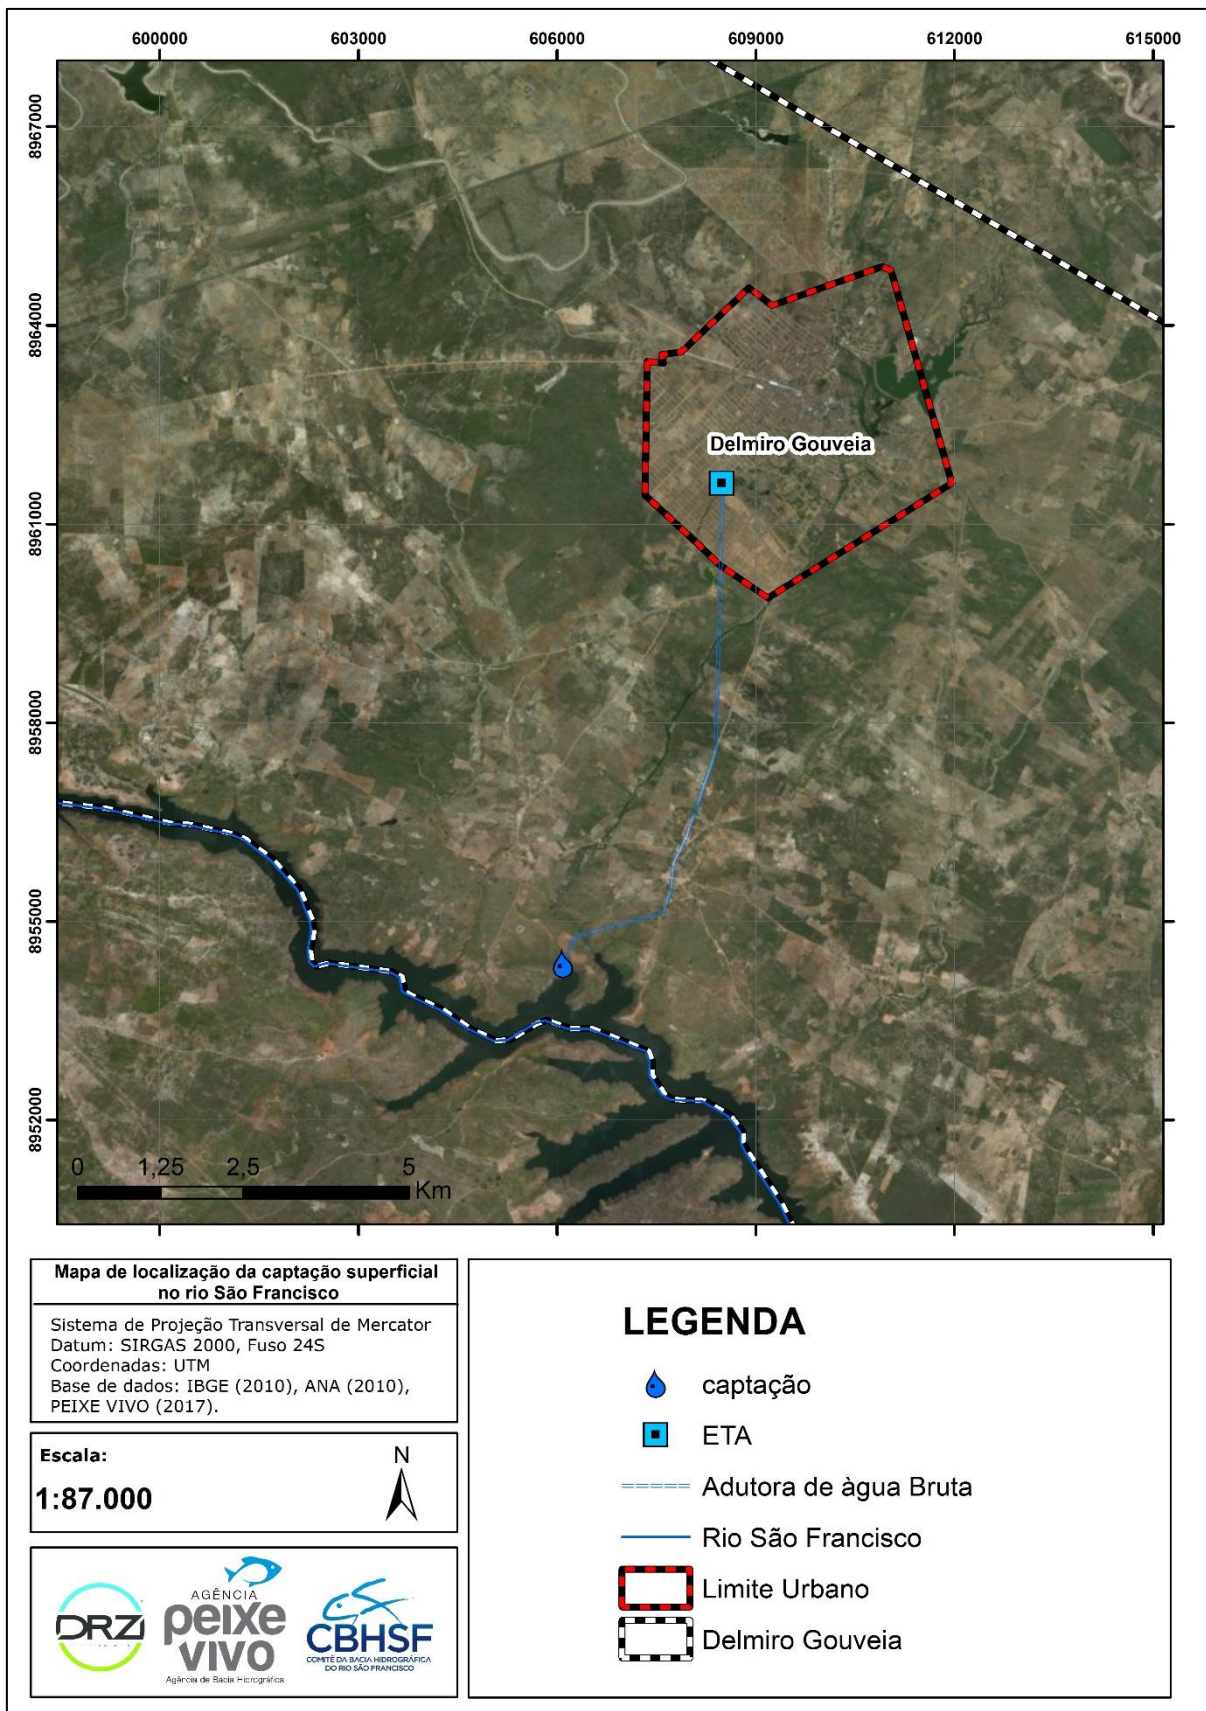 600000 603000 606000 609000 612000 615000
8967000
8964000
8961000
8958000
8955000
8952000
Delmiro Gouveia
0 1,25 2,5 5
Km
Mapa de localização da captação superficial
no rio São Francisco
Sistema de Projeção Transversal de Mercator
Datum: SIRGAS 2000, Fuso 24S
Coordenadas: UTM
Base de dados: IBGE (2010), ANA (2010),
PEIXE VIVO (2017).
Escala:
1:87.000
N
DRZ
AGÊNCIA
peixe
vivo
Agência de Bacia Hidrográfica
CBHSF
COMITÊ DA BACIA HIDROGRÁFICA
DO RIO SÃO FRANCISCO
LEGENDA
captação
ETA
Adutora de àgua Bruta
Rio São Francisco
Limite Urbano
Delmiro Gouveia